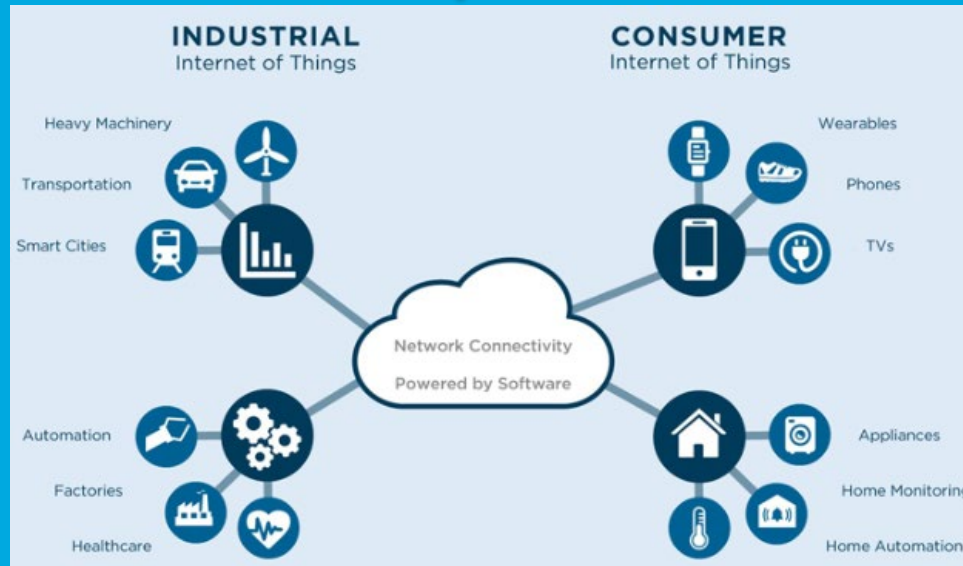 INDUSTRIAL
Internet of Things
CONSUMER
Internet of Things
Heavy Machinery
Transportation
Smart Cities
Wearables
Phones
TVs
Network Connectivity
Powered by Software
Automation
Factories
Healthcare
Appliances
Home Monitoring
Home Automation